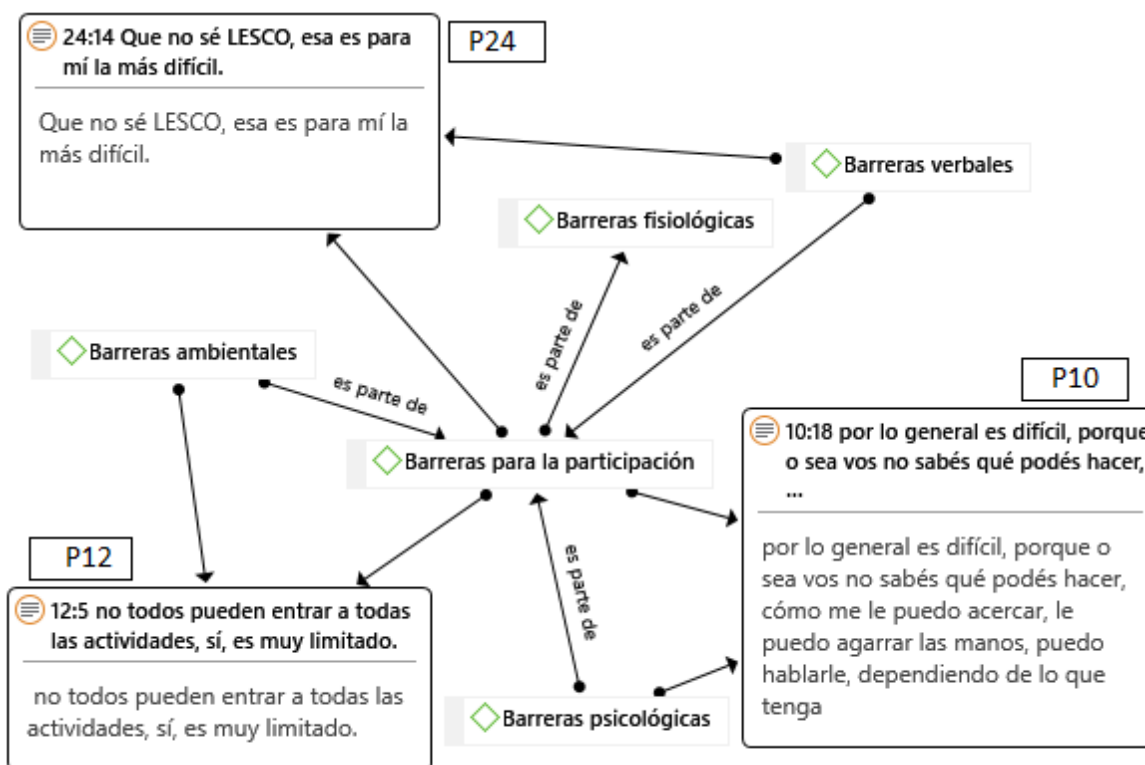 24:14 Que no sé LESCO, esa es para
mí la más difícil.
Que no sé LESCO, esa es para mí la
más difícil.
P24
Barreras verbales
Barreras fisiológicas
es parte de
es parte de
Barreras ambientales
es parte de
Barreras para la participación
P10
10:18 por lo general es difícil, porque
o sea vos no sabés qué podés hacer,
...
por lo general es difícil, porque o
sea vos no sabés qué podés hacer,
cómo me le puedo acercar, le
puedo agarrar las manos, puedo
hablarle, dependiendo de lo que
tenga
P12
12:5 no todos pueden entrar a todas
las actividades, sí, es muy limitado.
no todos pueden entrar a todas las
actividades, sí, es muy limitado.
es parte de
Barreras psicológicas